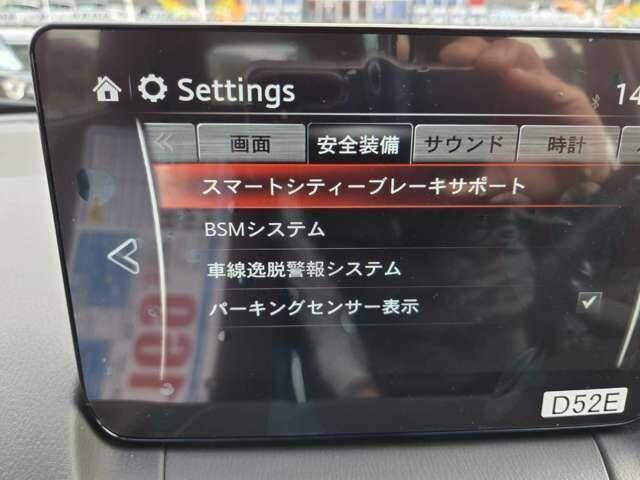 Settings
14
画面 安全装備 サウンド 時計
スマートシティーブレーキサポート
BSMシステム
車線逸脱警報システム
パーキングセンサー表示
D52E